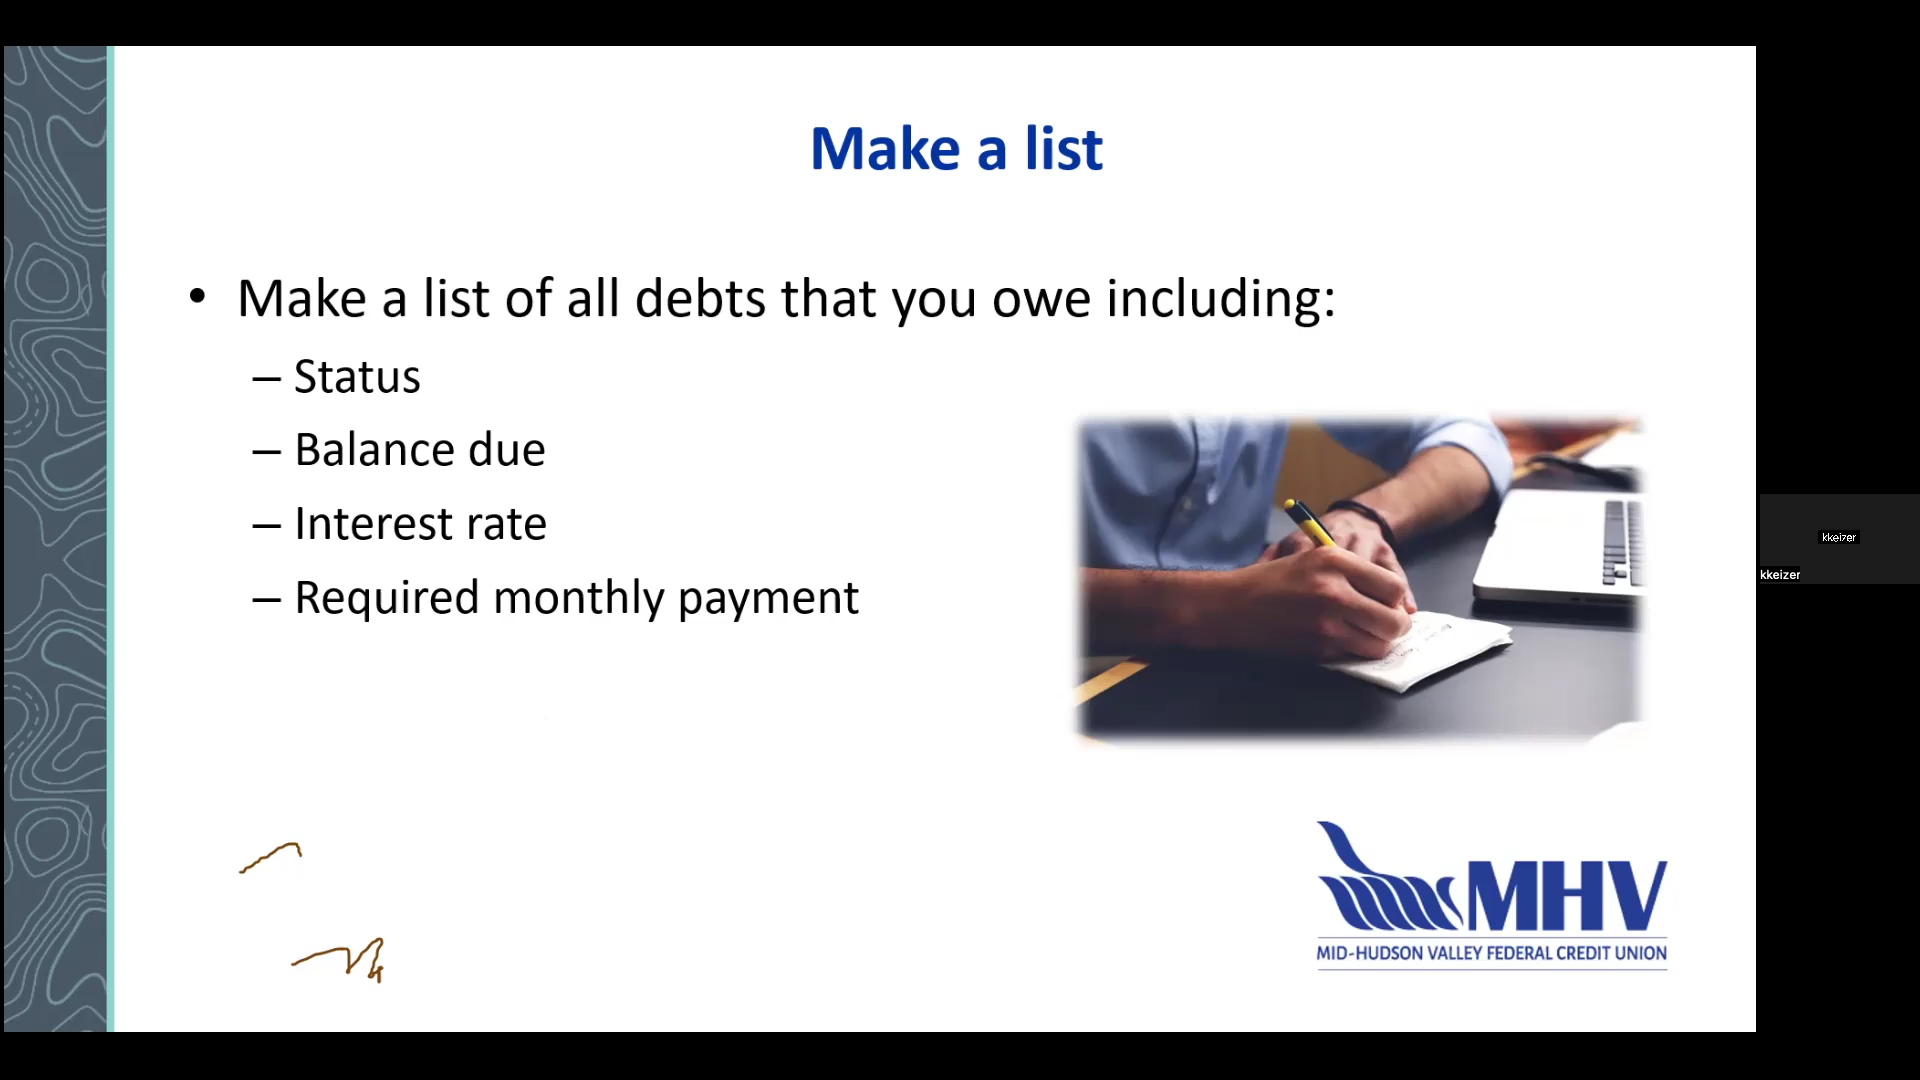 Make a list
• Make a list of all debts that you owe including:
– Status
– Balance due
– Interest rate
– Required monthly payment
MHV
MID-HUDSON VALLEY FEDERAL CREDIT UNION
kkeizer
kkeizer